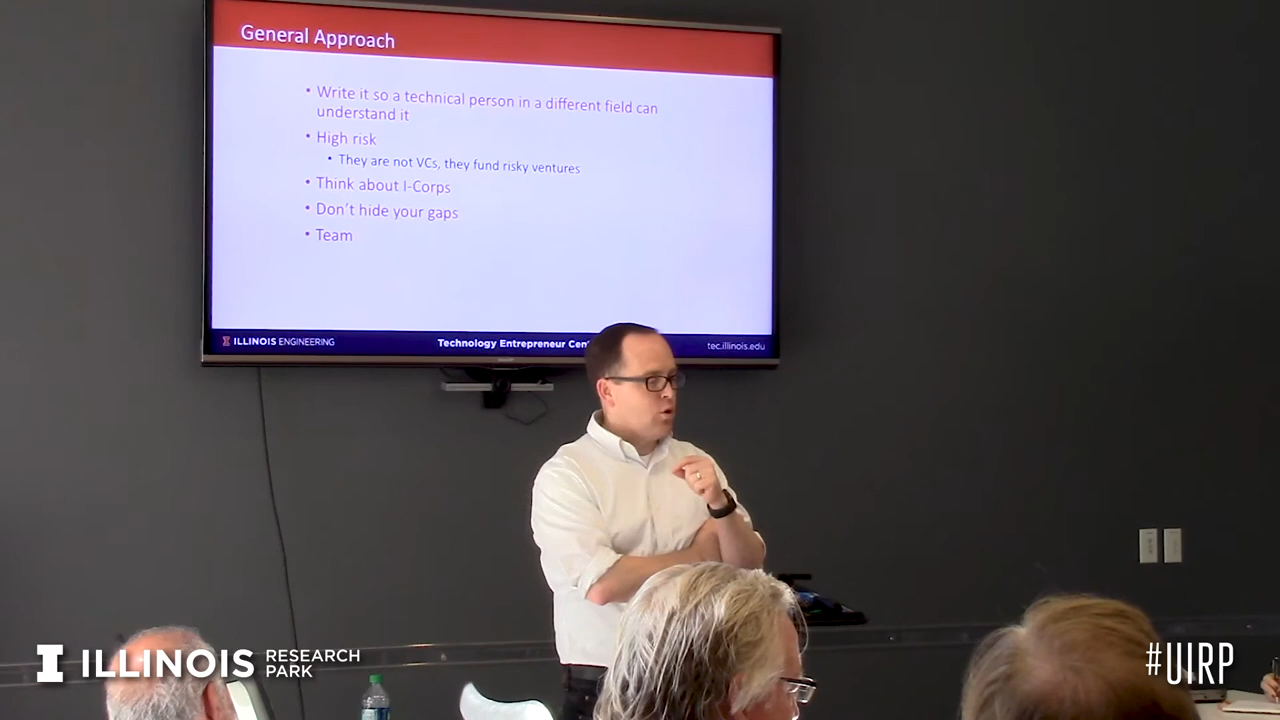 General Approach
• Write it so a technical person in a different field can
understand it
• High risk
• They are not VCs, they fund risky ventures
• Think about I-Corps
• Don't hide your gaps
• Team
I ILLINOIS ENGINEERING
Technology Entrepreneur Cen
tec.illinois.edu
I ILLINOIS RESEARCH
PARK
#UIRP